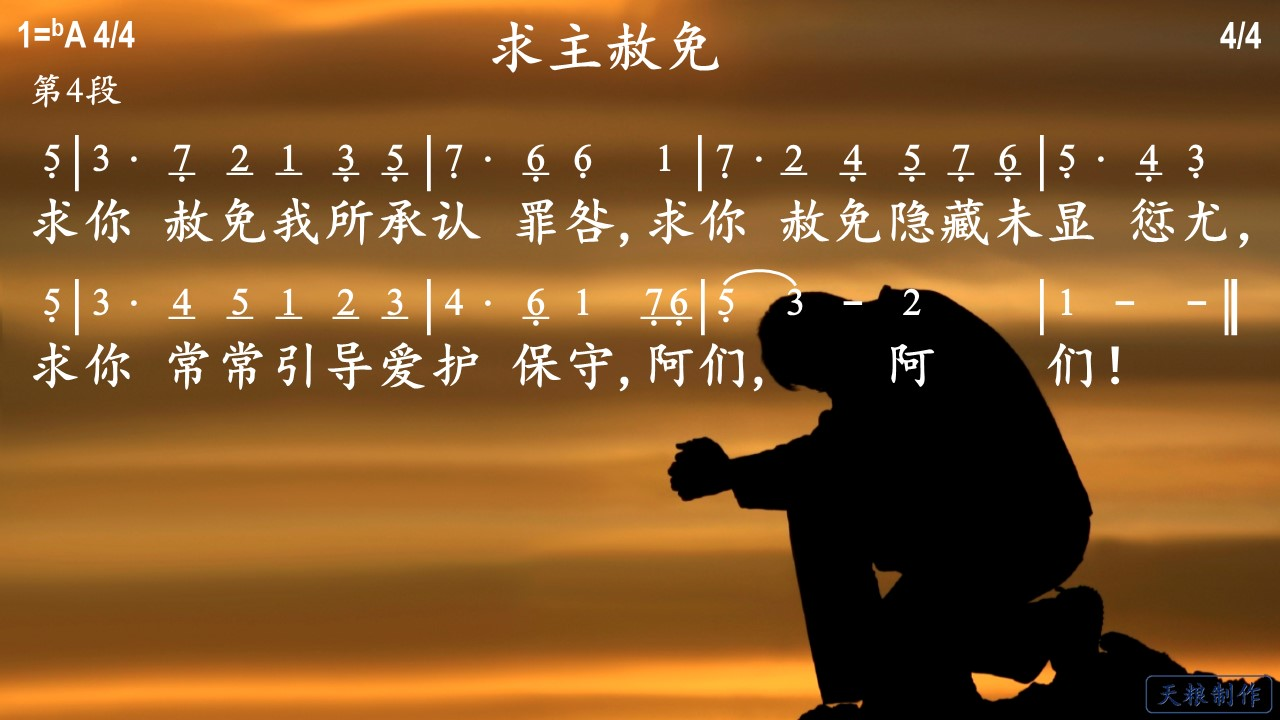 1=ᵇA 4/4
求主赦免
4/4
第4段
5̣ | 3 · 7̣ 2 1 3̣ 5̣ | 7̣ · 6̣ 6̣ 1 | 7̣ · 2 4̣ 5̣ 7̣ 6̣ | 5̣ · 4̣ 3̣
求你 赦免我所承认 罪咎,求你 赦免隐藏未显 愆尤,
5̣ | 3 · 4 5 1 2 3 | 4 · 6̣ 1 7̣6̣ | 5̣ 3 - 2 | 1 - - ‖
求你 常常引导爱护 保守,阿们, 阿 们!
天粮制作